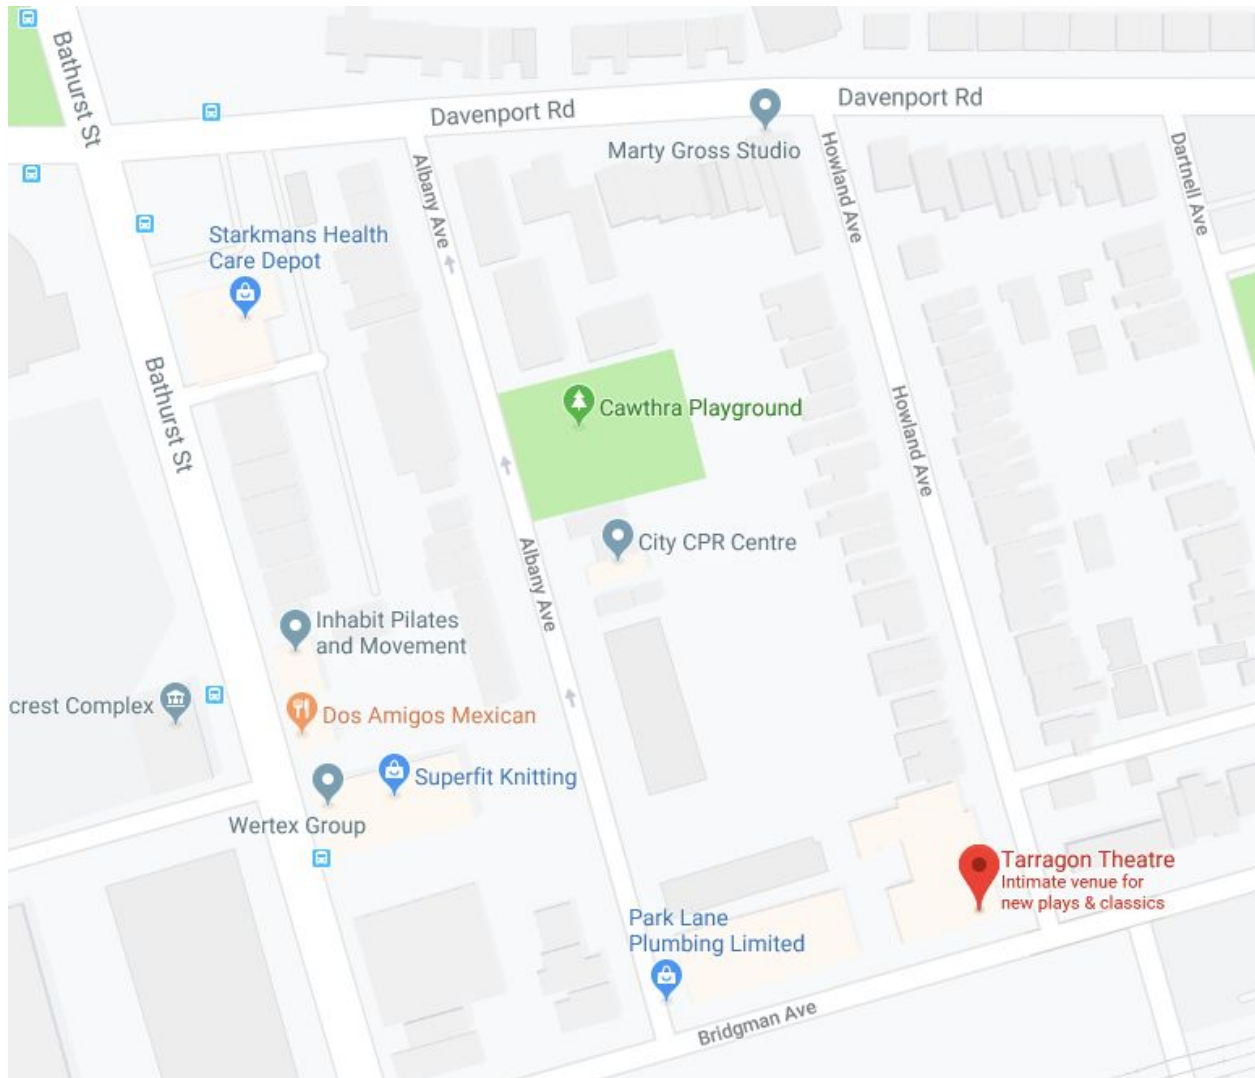 Bathurst St
Davenport Rd
Davenport Rd
Marty Gross Studio
Albany Ave
Howland Ave
Dartnell Ave
Starkmans Health
Care Depot
Bathurst St
Cawthra Playground
Howland Ave
City CPR Centre
Albany Ave
Inhabit Pilates
and Movement
crest Complex
Dos Amigos Mexican
Superfit Knitting
Wertex Group
Tarragon Theatre
Intimate venue for
new plays & classics
Park Lane
Plumbing Limited
Bridgman Ave